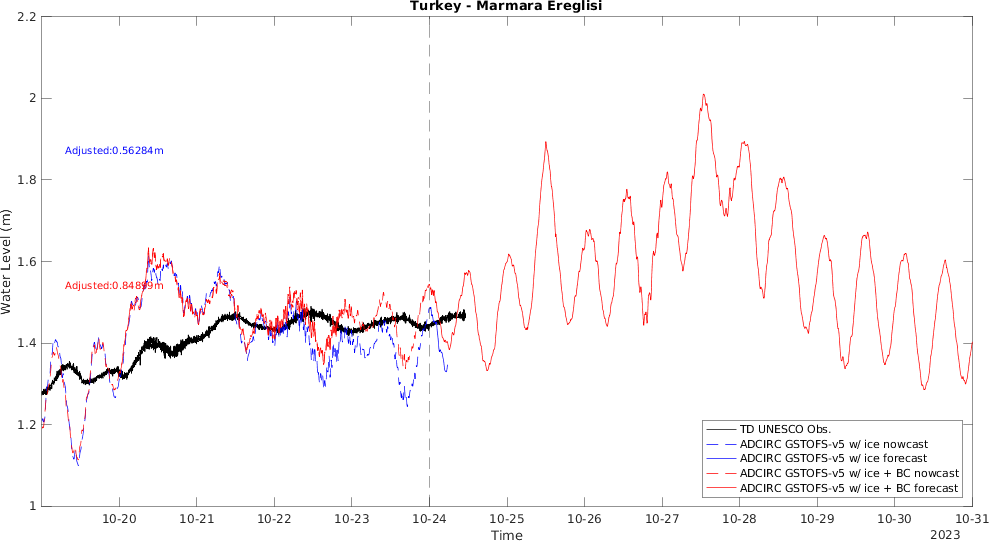 Turkey - Marmara Ereglisi
2.2
2
1.8
1.6
1.4
1.2
1
Water Level (m)
Adjusted:0.56284m
Adjusted:0.84899m
TD UNESCO Obs.
ADCIRC GSTOFS-v5 w/ ice nowcast
ADCIRC GSTOFS-v5 w/ ice forecast
ADCIRC GSTOFS-v5 w/ ice + BC nowcast
ADCIRC GSTOFS-v5 w/ ice + BC forecast
10-20 10-21 10-22 10-23 10-24 10-25 10-26 10-27 10-28 10-29 10-30 10-31
Time
2023